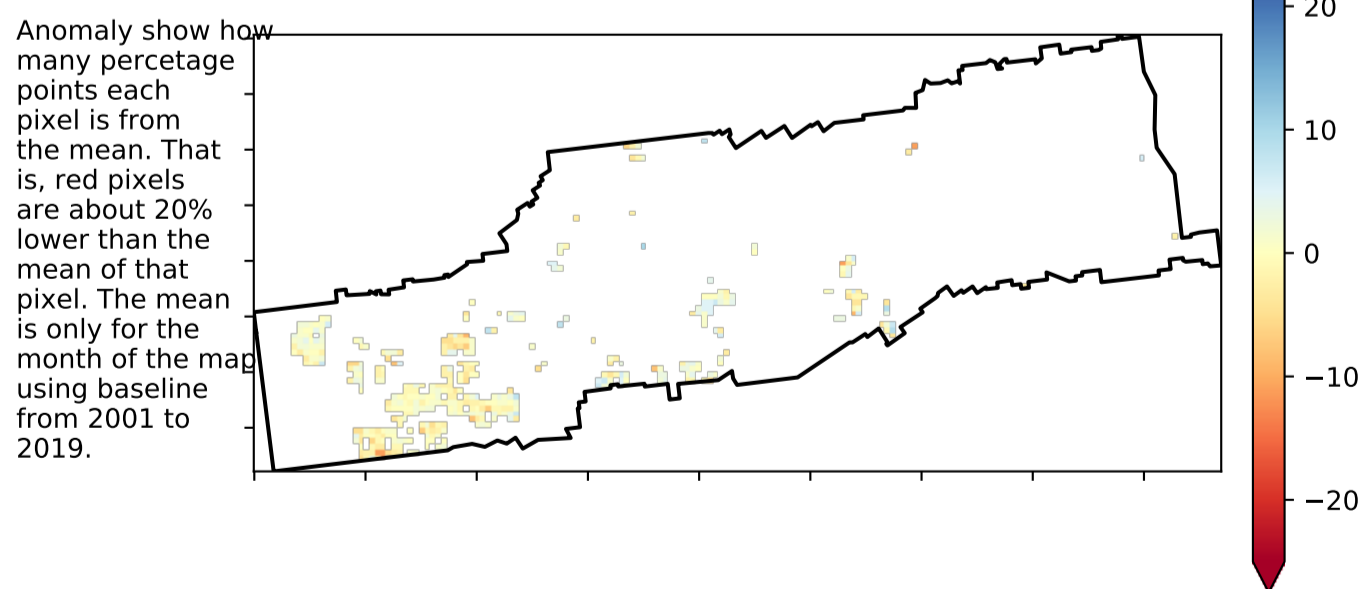 Anomaly show how
many percetage
points each
pixel is from
the mean. That
is, red pixels
are about 20%
lower than the
mean of that
pixel. The mean
is only for the
month of the map
using baseline
from 2001 to
2019.
20
10
0
−10
−20